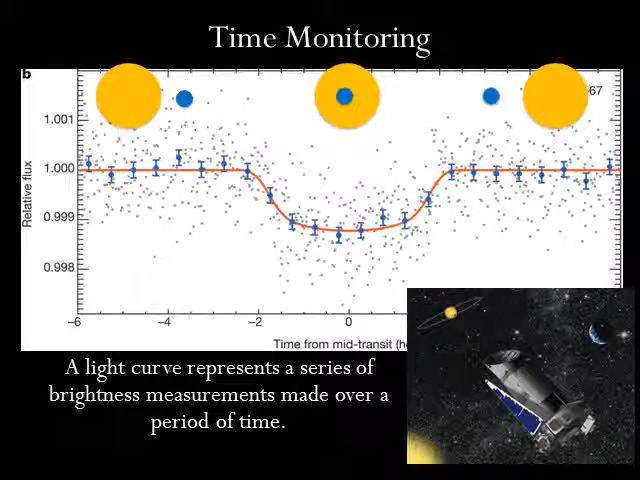 Time Monitoring
b
67
1.001
1.000
0.999
0.998
Relative flux
−6 −4 −2 0
Time from mid-transit (h
A light curve represents a series of
brightness measurements made over a
period of time.